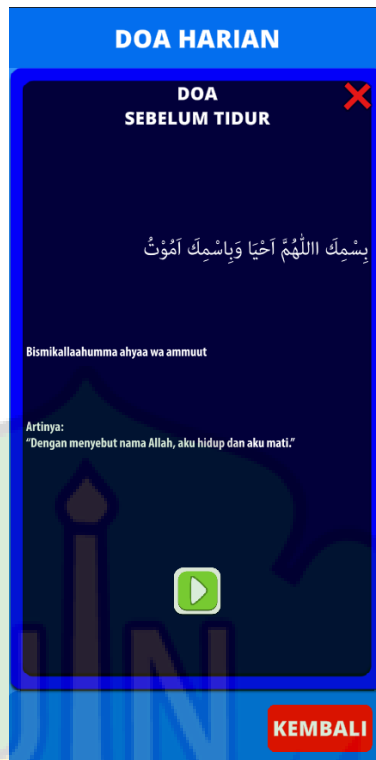 DOA HARIAN
DOA
SEBELUM TIDUR
بِسْمِكَ االلّٰهُمَّ اَحْيَا وَبِاسْمِكَ اَمُوْتُ
Bismikallaahumma ahyaa wa ammuut
Artinya:
“Dengan menyebut nama Allah, aku hidup dan aku mati.”
UIN
KEMBALI